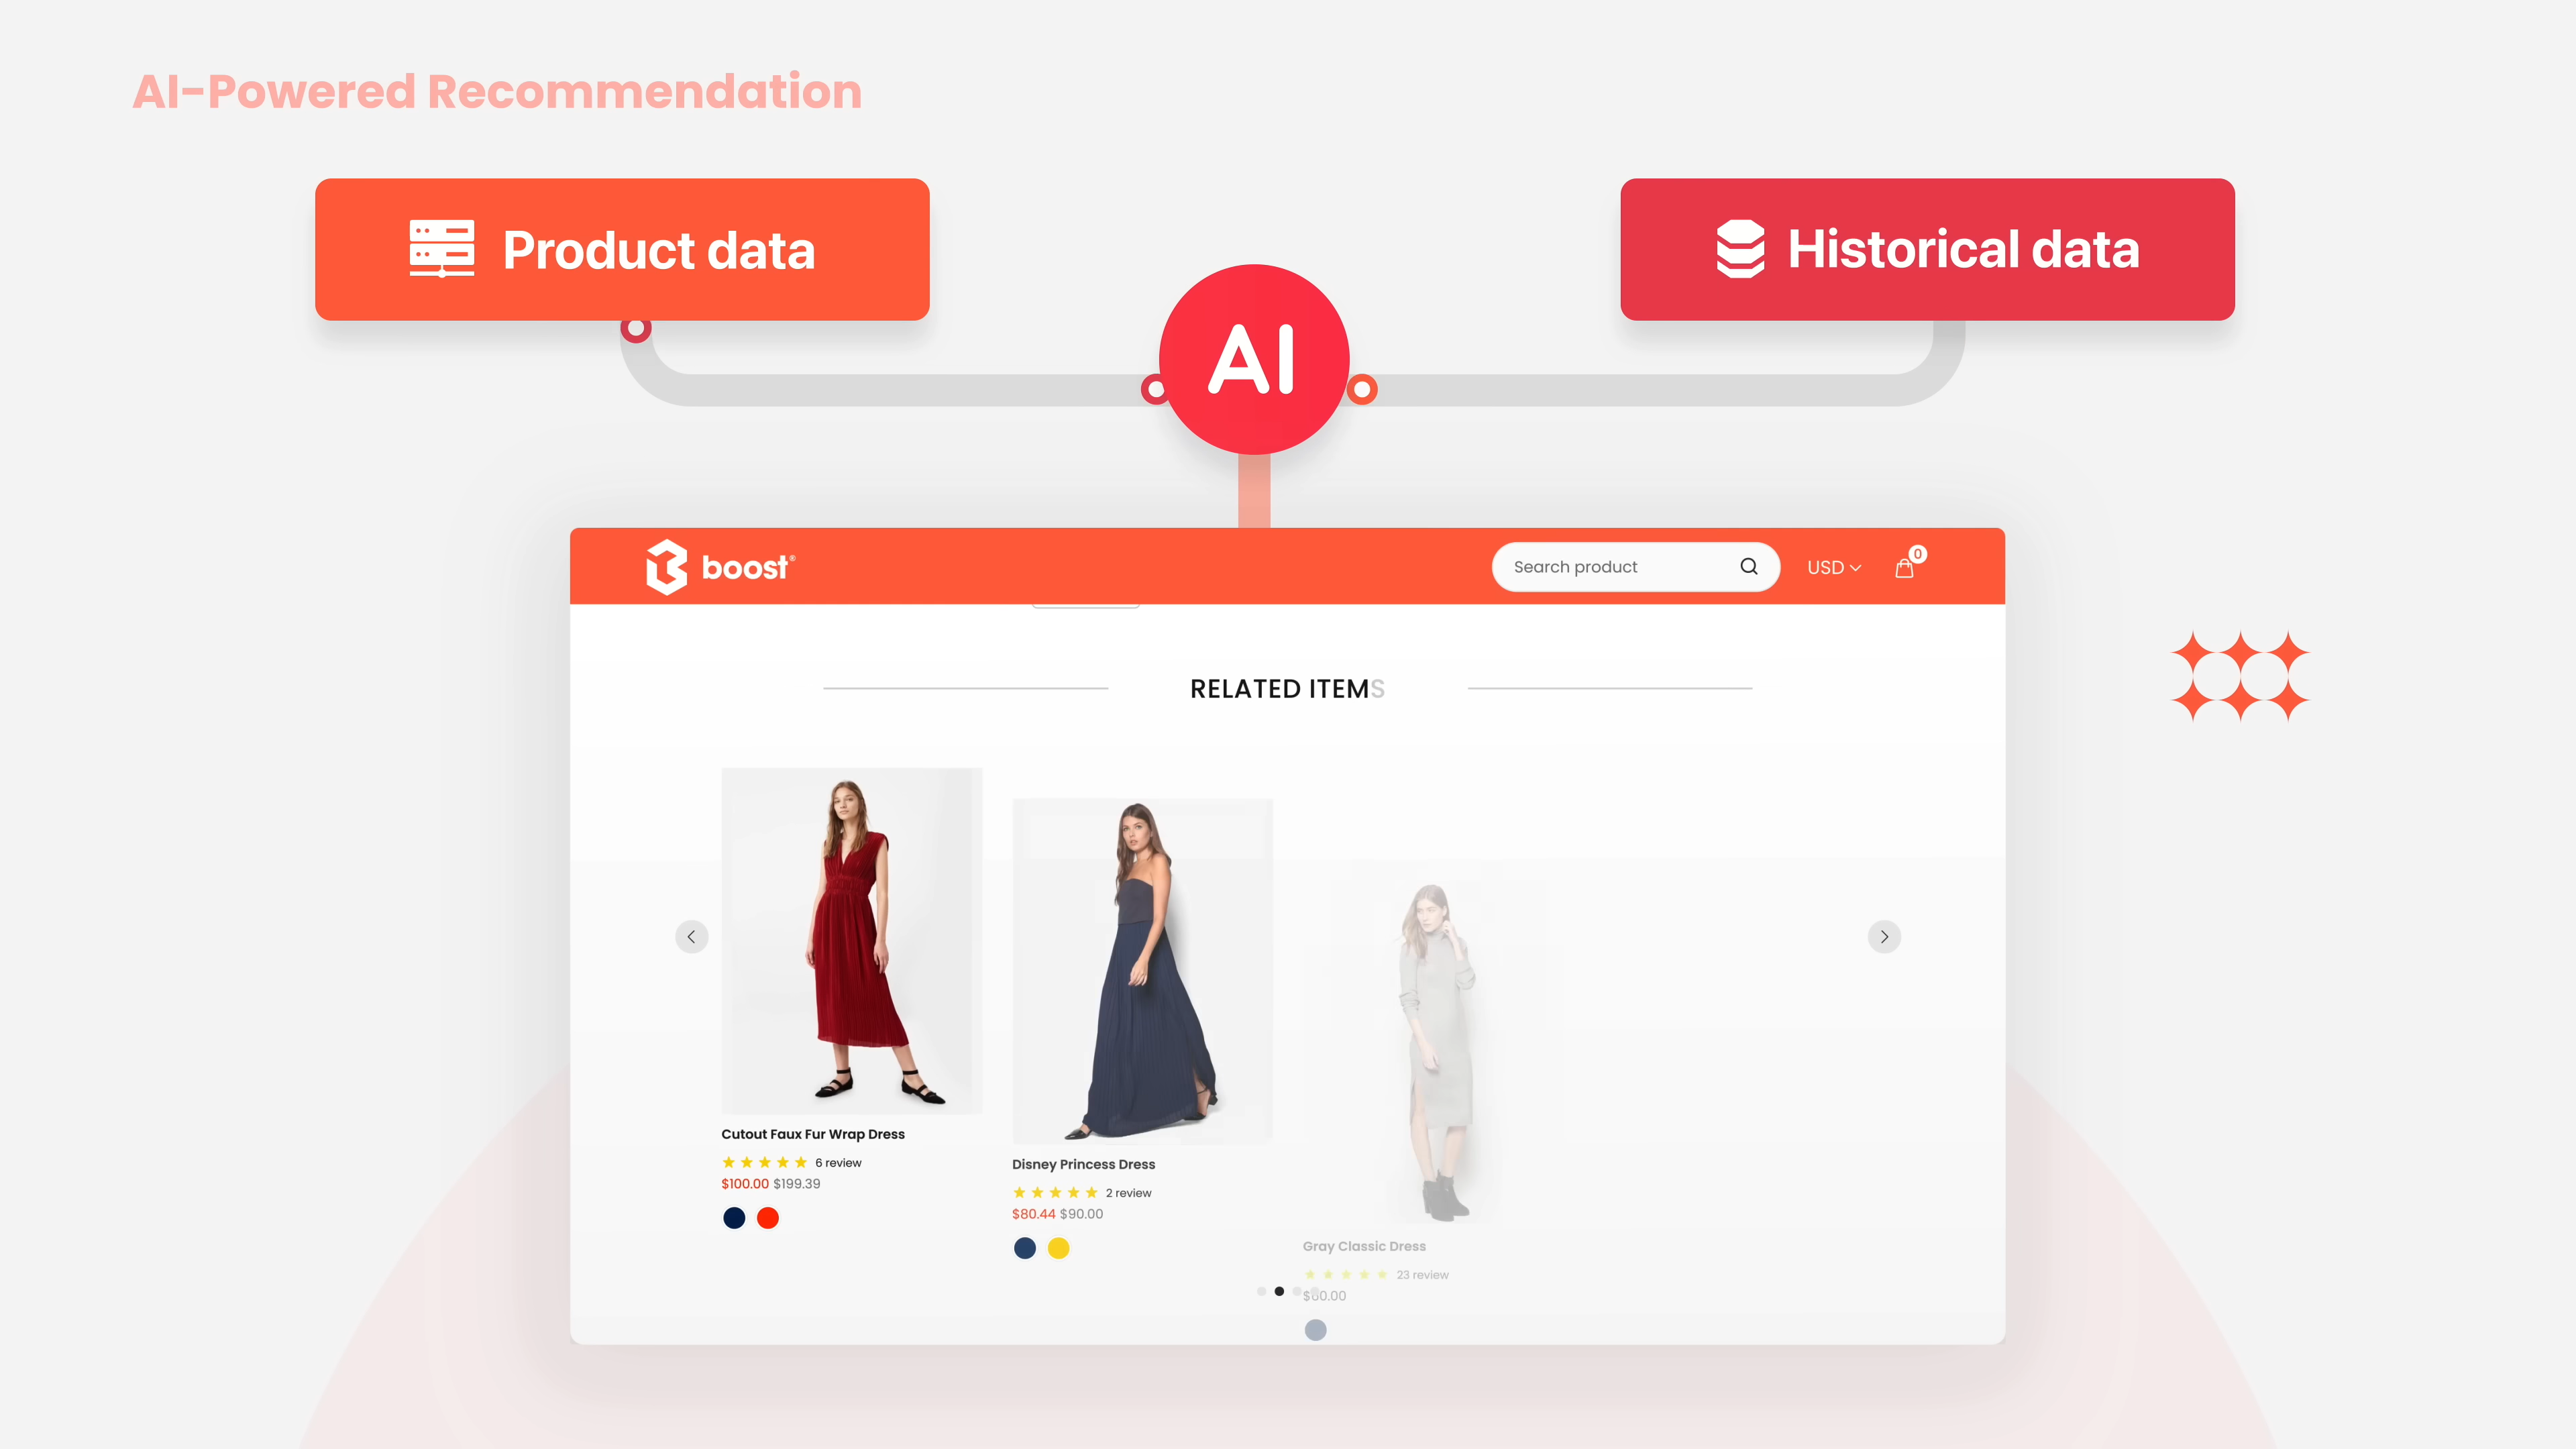 AI-Powered Recommendation
Product data
Historical data
AI
boost®
Search product
USD
0
RELATED ITEMS
Cutout Faux Fur Wrap Dress
6 review
$100.00 $199.39
Disney Princess Dress
2 review
$80.44 $90.00
Gray Classic Dress
23 review